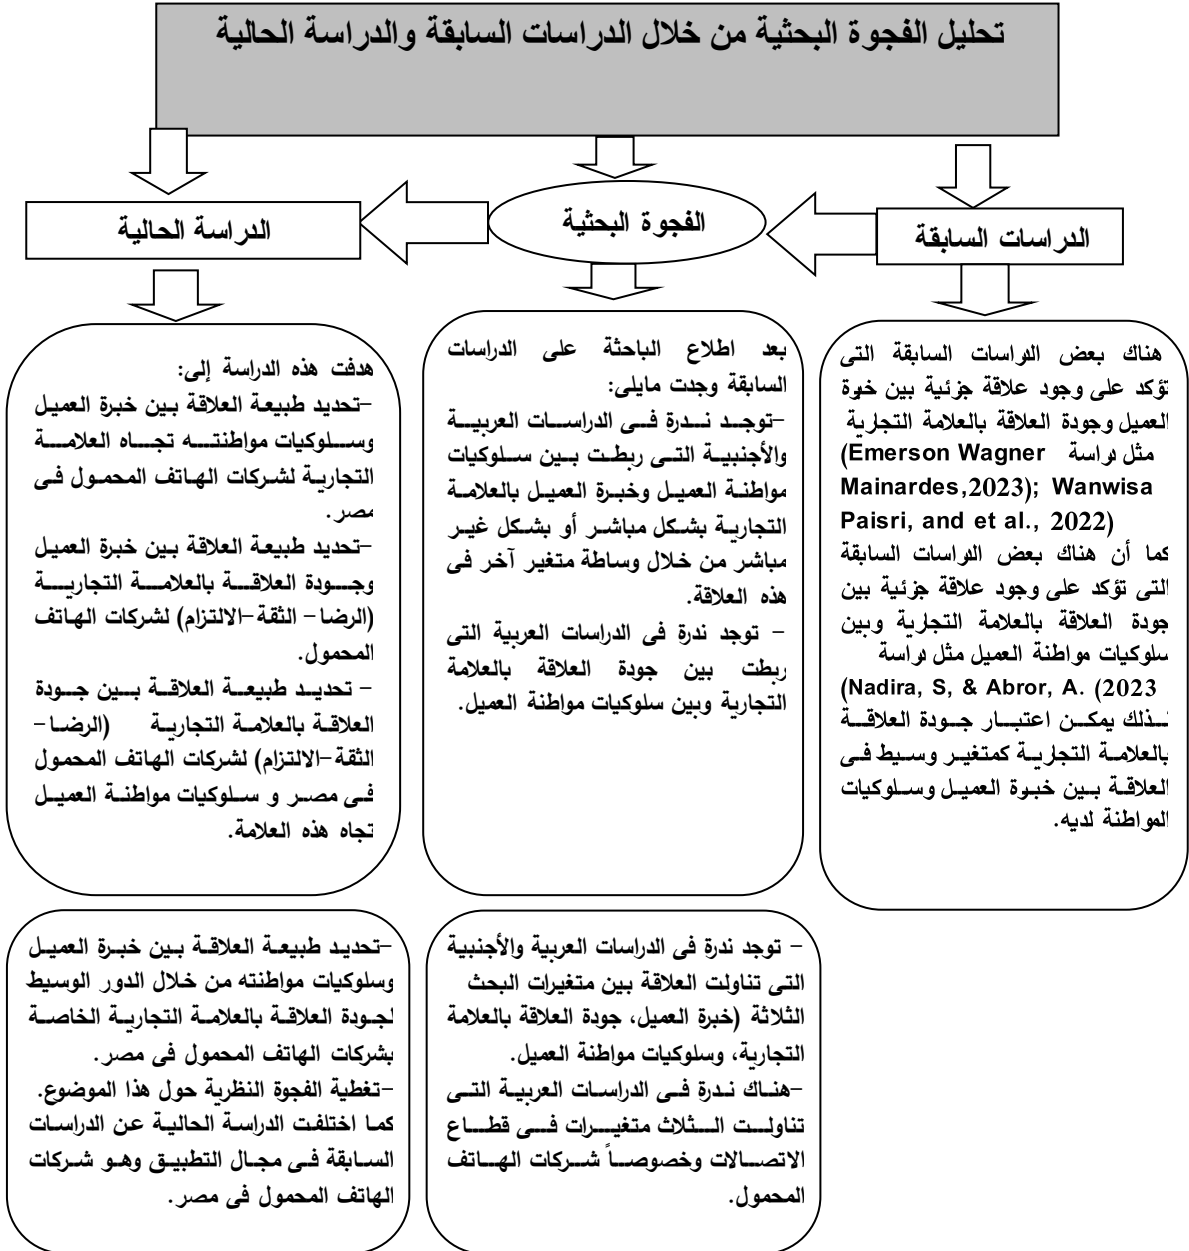 تحليل الفجوة البحثية من خلال الدراسات السابقة والدراسة الحالية
الدراسات السابقة
الفجوة البحثية
الدراسة الحالية
هناك بعض الدراسات السابقة التى
تؤكد على وجود علاقة جزئية بين خبرة
العميل وجودة العلاقة بالعلامة التجارية
مثل دراسة (Emerson Wagner
Mainardes,2023); Wanwisa
Paisri, and et al., 2022)
كما أن هناك بعض الدراسات السابقة
التى تؤكد على وجود علاقة جزئية بين
جودة العلاقة بالعلامة التجارية وبين
سلوكيات مواطنة العميل مثل دراسة
(Nadira, S, & Abror, A. (2023
لذلك يمكن اعتبار جودة العلاقة
بالعلامة التجارية كمتغير وسيط فى
العلاقة بين خبرة العميل وسلوكيات
المواطنة لديه.
بعد اطلاع الباحثة على الدراسات
السابقة وجدت مايلى:
-توجد ندرة فى الدراسات العربية
والأجنبية التى ربطت بين سلوكيات
مواطنة العميل وخبرة العميل بالعلامة
التجارية بشكل مباشر أو بشكل غير
مباشر من خلال وساطة متغير آخر فى
هذه العلاقة.
- توجد ندرة فى الدراسات العربية التى
ربطت بين جودة العلاقة بالعلامة
التجارية وبين سلوكيات مواطنة العميل.
هدفت هذه الدراسة إلى:
-تحديد طبيعة العلاقة بين خبرة العميل
وسلوكيات مواطنته تجاه العلامة
التجارية لشركات الهاتف المحمول فى
مصر.
-تحديد طبيعة العلاقة بين خبرة العميل
وجودة العلاقة بالعلامة التجارية
(الرضا- الثقة-الالتزام) لشركات الهاتف
المحمول.
- تحديد طبيعة العلاقة بين جودة
العلاقة بالعلامة التجارية (الرضا-
الثقة-الالتزام) لشركات الهاتف المحمول
فى مصر و سلوكيات مواطنة العميل
تجاه هذه العلامة.
- توجد ندرة فى الدراسات العربية والأجنبية
التى تناولت العلاقة بين متغيرات البحث
الثلاثة (خبرة العميل، جودة العلاقة بالعلامة
التجارية، وسلوكيات مواطنة العميل.
-هناك ندرة فى الدراسات العربية التى
تناولت الثلاث متغيرات فى قطاع
الاتصالات وخصوصاً شركات الهاتف
المحمول.
-تحديد طبيعة العلاقة بين خبرة العميل
وسلوكيات مواطنته من خلال الدور الوسيط
لجودة العلاقة بالعلامة التجارية الخاصة
بشركات الهاتف المحمول فى مصر.
-تغطية الفجوة النظرية حول هذا الموضوع.
كما اختلفت الدراسة الحالية عن الدراسات
السابقة فى مجال التطبيق وهو شركات
الهاتف المحمول فى مصر.